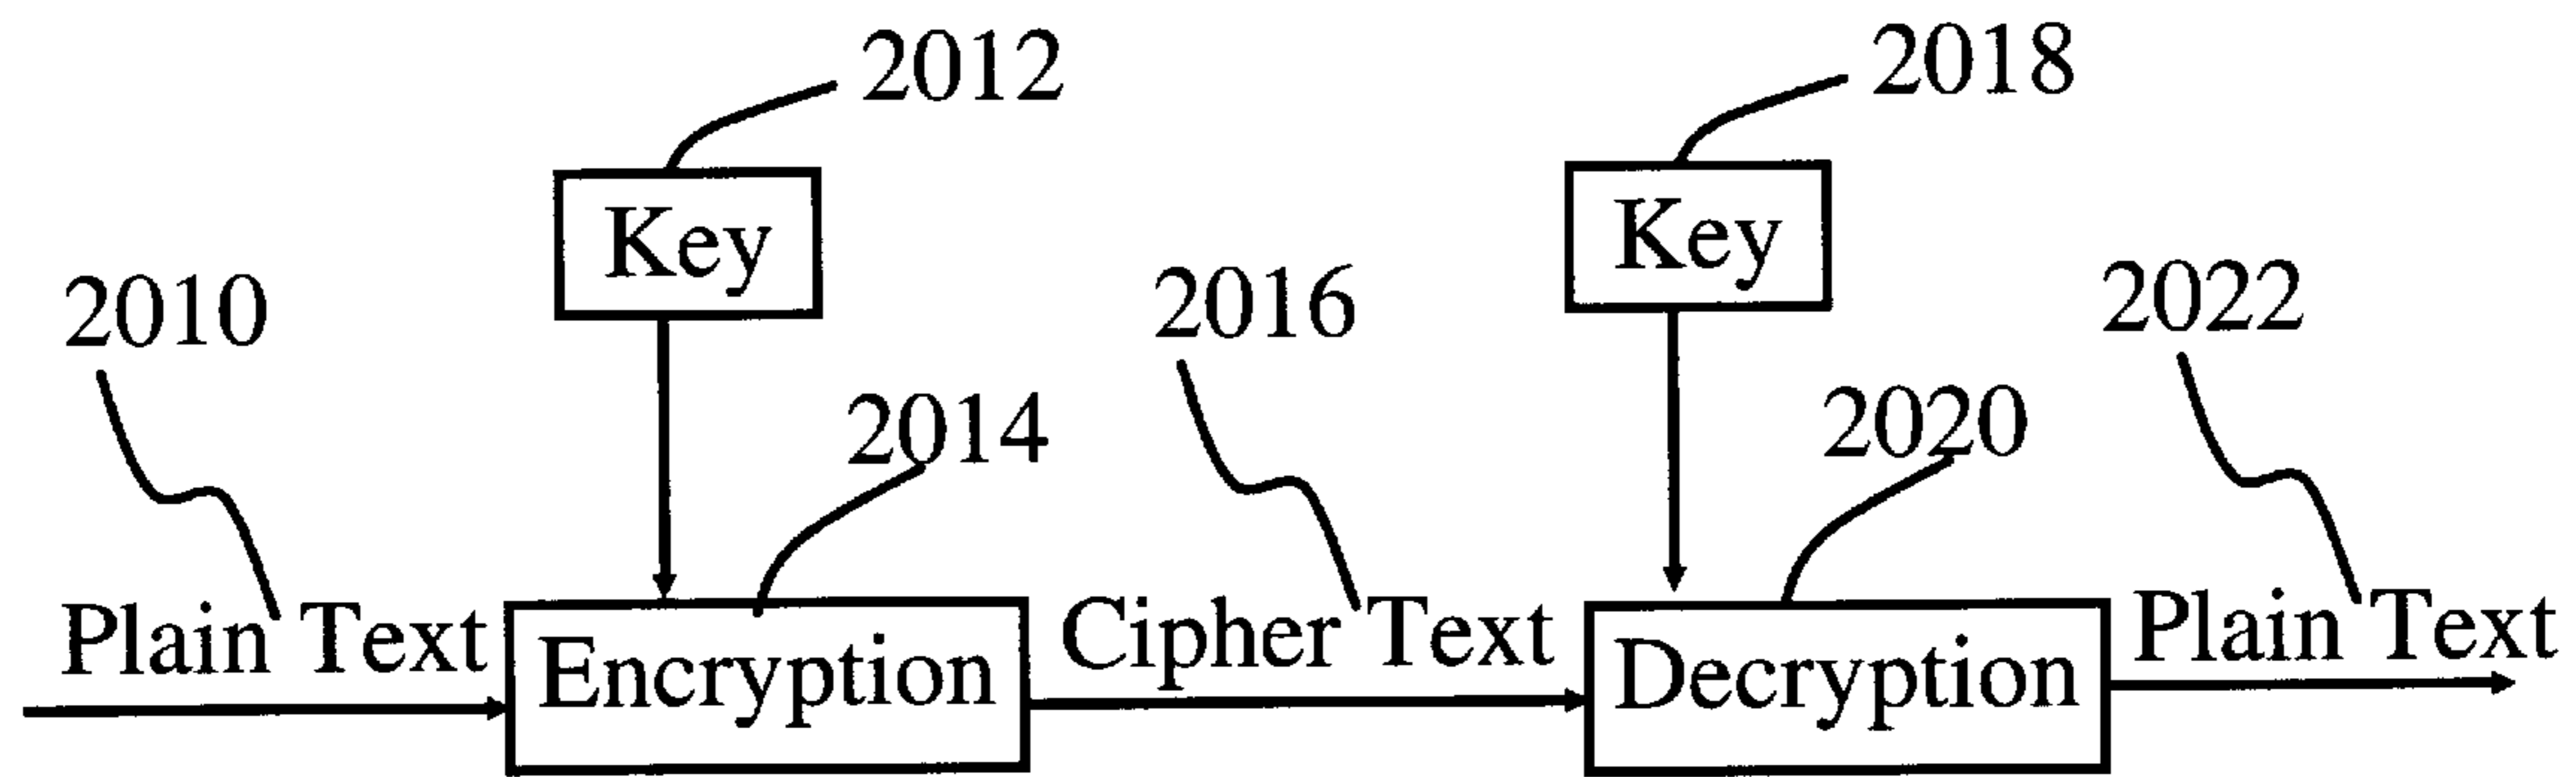 2012
2018
Key
Key
2010
2016
2022
2014
2020
Plain Text
Encryption
Cipher Text
Decryption
Plain Text